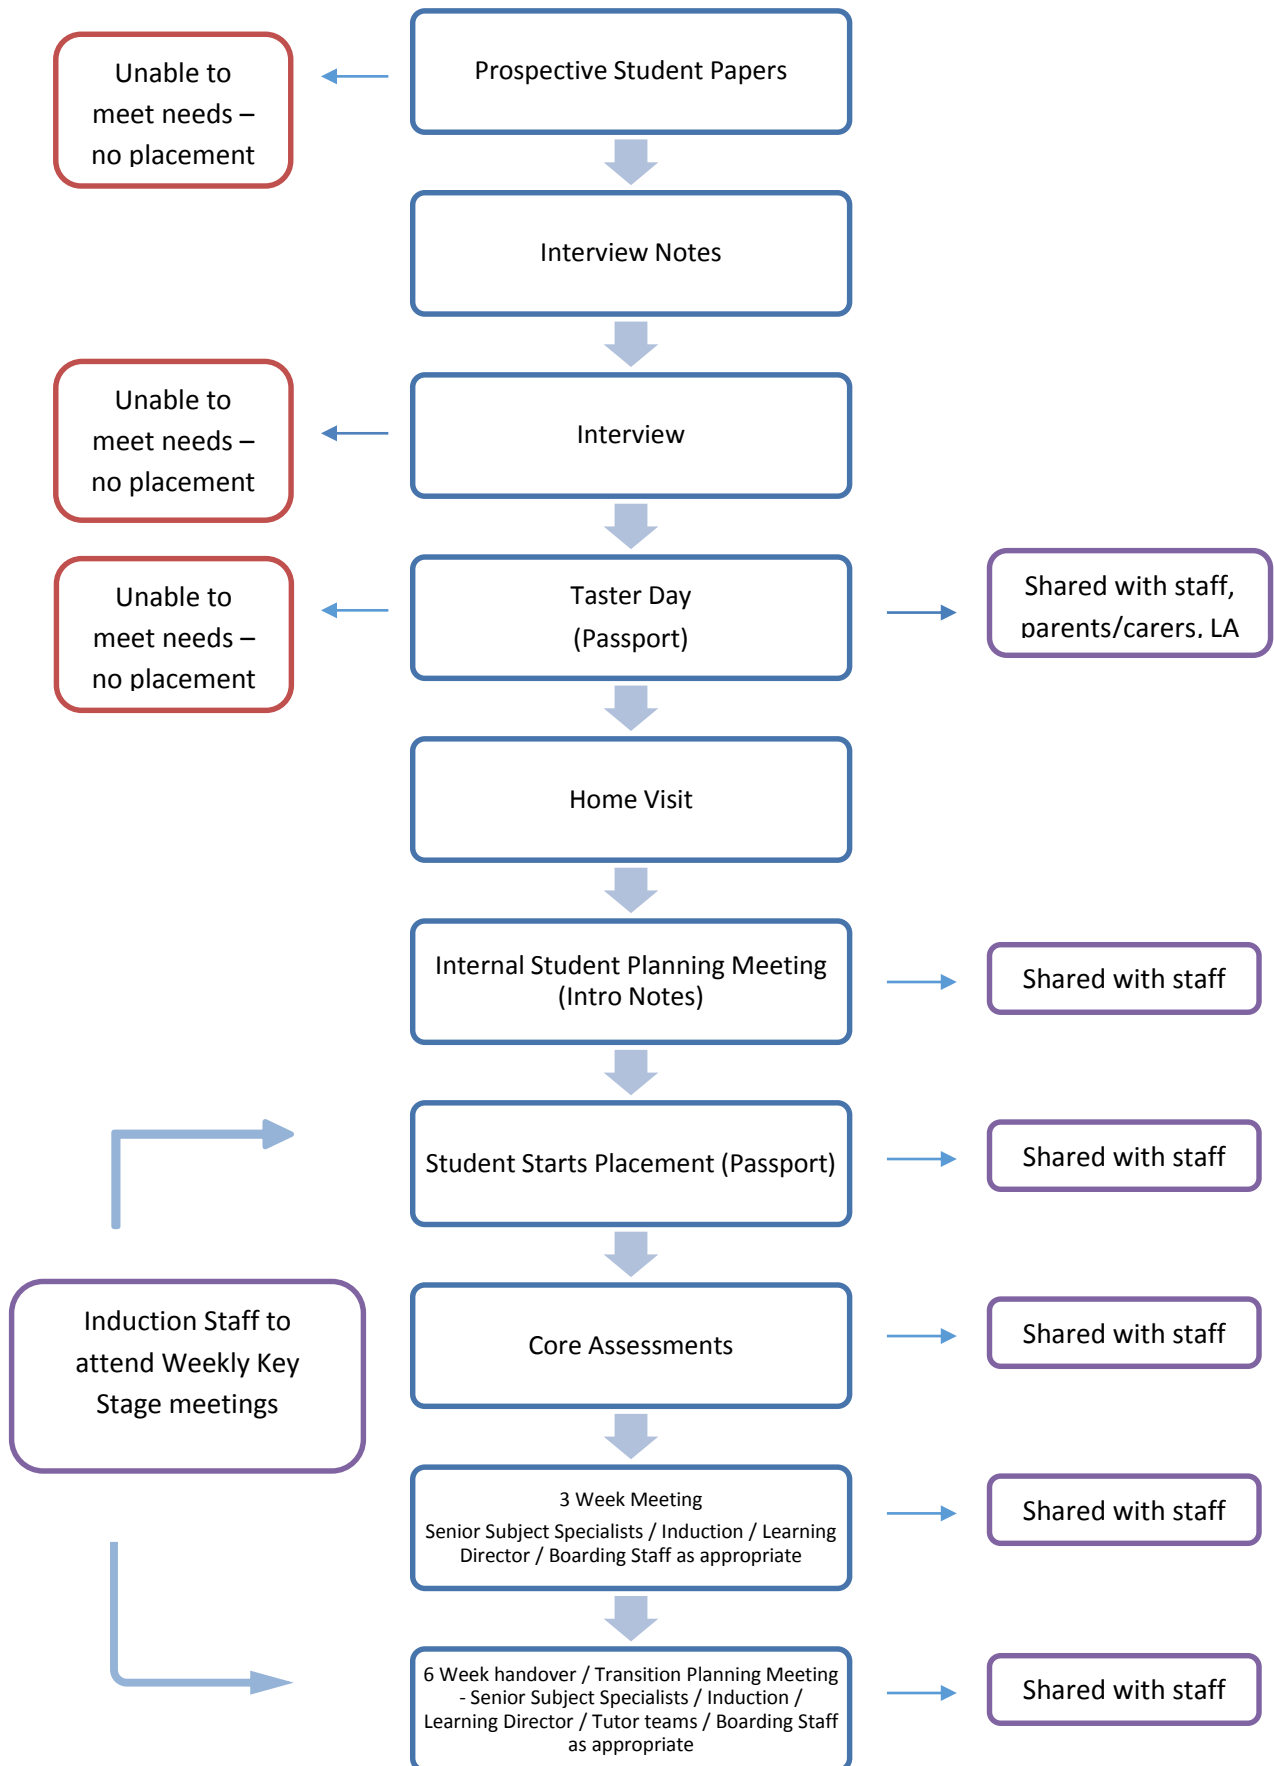 Prospective Student Papers
Unable to
meet needs –
no placement
Interview Notes
Interview
Unable to
meet needs –
no placement
Taster Day
(Passport)
Unable to
meet needs –
no placement
Shared with staff,
parents/carers, LA
Home Visit
Internal Student Planning Meeting
(Intro Notes)
Shared with staff
Student Starts Placement (Passport)
Shared with staff
Induction Staff to
attend Weekly Key
Stage meetings
Core Assessments
Shared with staff
3 Week Meeting
Senior Subject Specialists / Induction / Learning
Director / Boarding Staff as appropriate
Shared with staff
6 Week handover / Transition Planning Meeting
- Senior Subject Specialists / Induction /
Learning Director / Tutor teams / Boarding Staff
as appropriate
Shared with staff